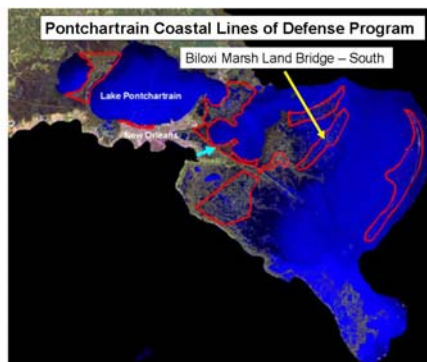 Pontchartrain Coastal Lines of Defense Program
Biloxi Marsh Land Bridge – South
Lake Pontchartrain
New Orleans